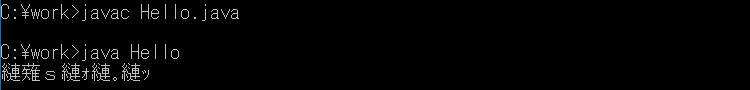 C:¥work>javac Hello.java
C:¥work>java Hello
縺薙ｓ縺ｫ縺｡縺ｯ